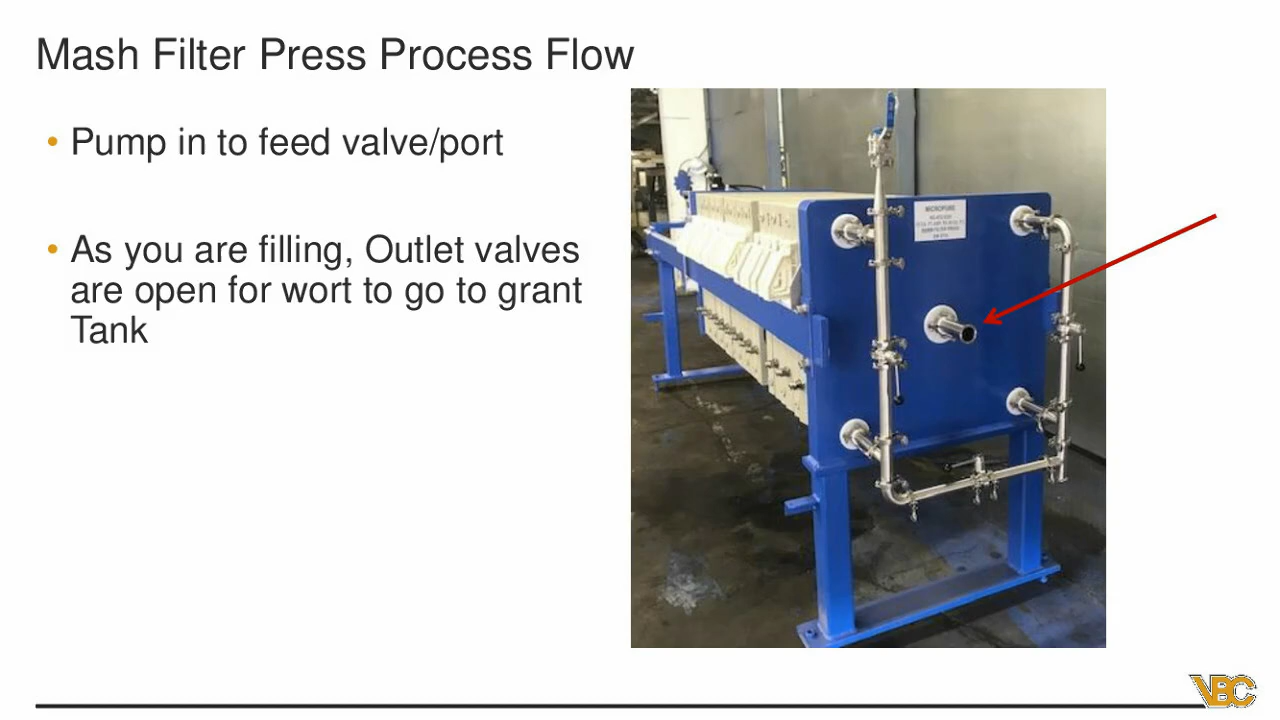 Mash Filter Press Process Flow
• Pump in to feed valve/port
• As you are filling, Outlet valves
are open for wort to go to grant
Tank
MICROPURE
VBC